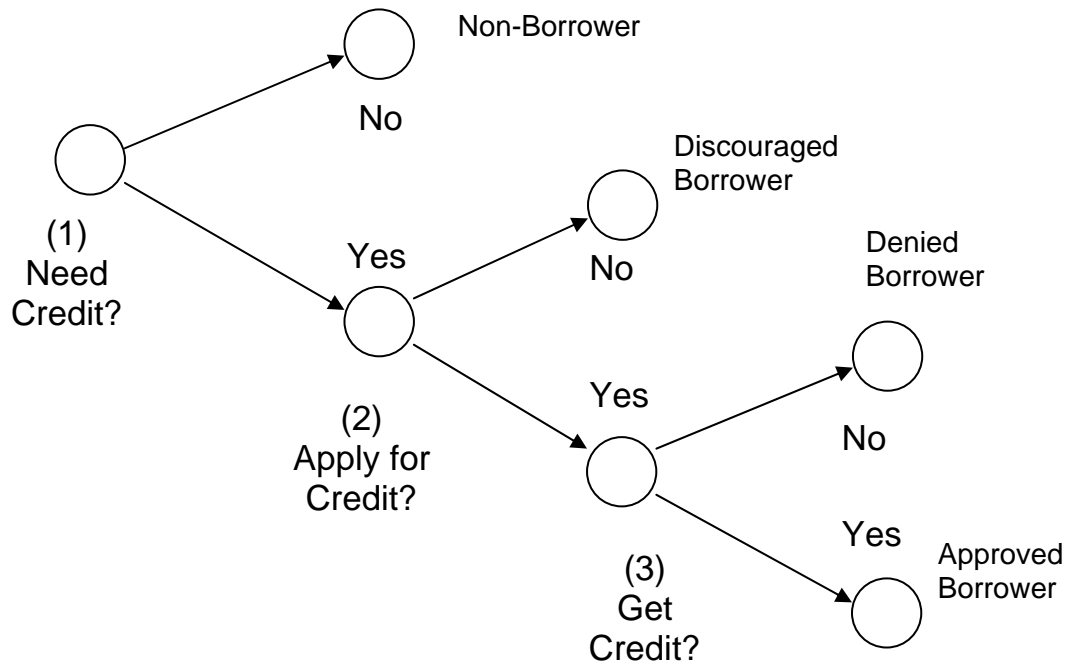 Non-Borrower
No
Discouraged
Borrower
(1)
Need
Credit?
Yes
No
Denied
Borrower
(2)
Apply for
Credit?
Yes
No
(3)
Get
Credit?
Yes
Approved
Borrower